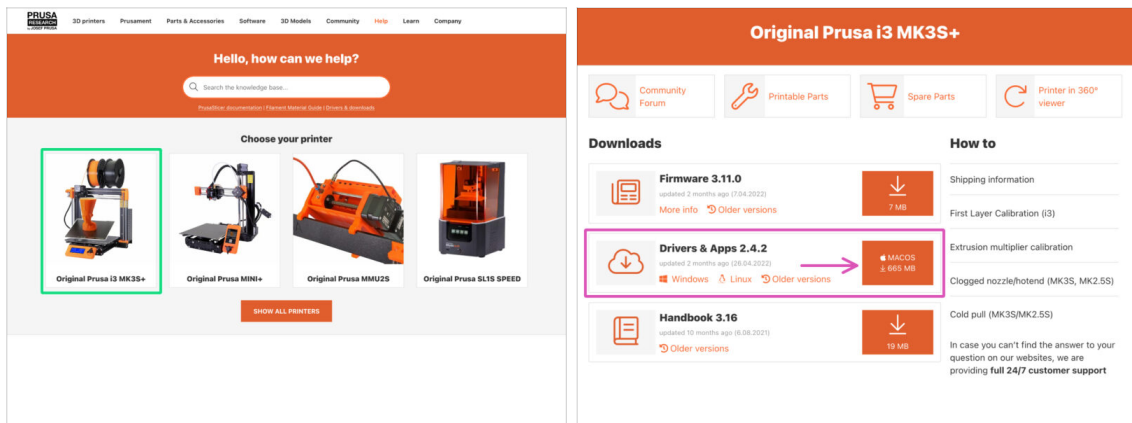 PRUSA
RESEARCH
by JOSEF PRUSA
3D printers
Prusament
Parts & Accessories
Software
3D Models
Community
Help
Learn
Company
Hello, how can we help?
Search the knowledge base...
PrusaSlicer documentation | Filament Material Guide | Drivers & downloads
Choose your printer
Original Prusa i3 MK3S+
Original Prusa MINI+
Original Prusa MMU2S
Original Prusa SL1S SPEED
SHOW ALL PRINTERS
Original Prusa i3 MK3S+
Community
Forum
Printable Parts
Spare Parts
Printer in 360°
viewer
Downloads
Firmware 3.11.0
updated 2 months ago (7.04.2022)
More info Older versions
7 MB
Drivers & Apps 2.4.2
updated 2 months ago (26.04.2022)
Windows Linux Older versions
MACOS
665 MB
Handbook 3.16
updated 10 months ago (6.08.2021)
Older versions
19 MB
How to
Shipping information
First Layer Calibration (i3)
Extrusion multiplier calibration
Clogged nozzle/hotend (MK3S, MK2.5S)
Cold pull (MK3S/MK2.5S)
In case you can't find the answer to your
question on our websites, we are
providing full 24/7 customer support